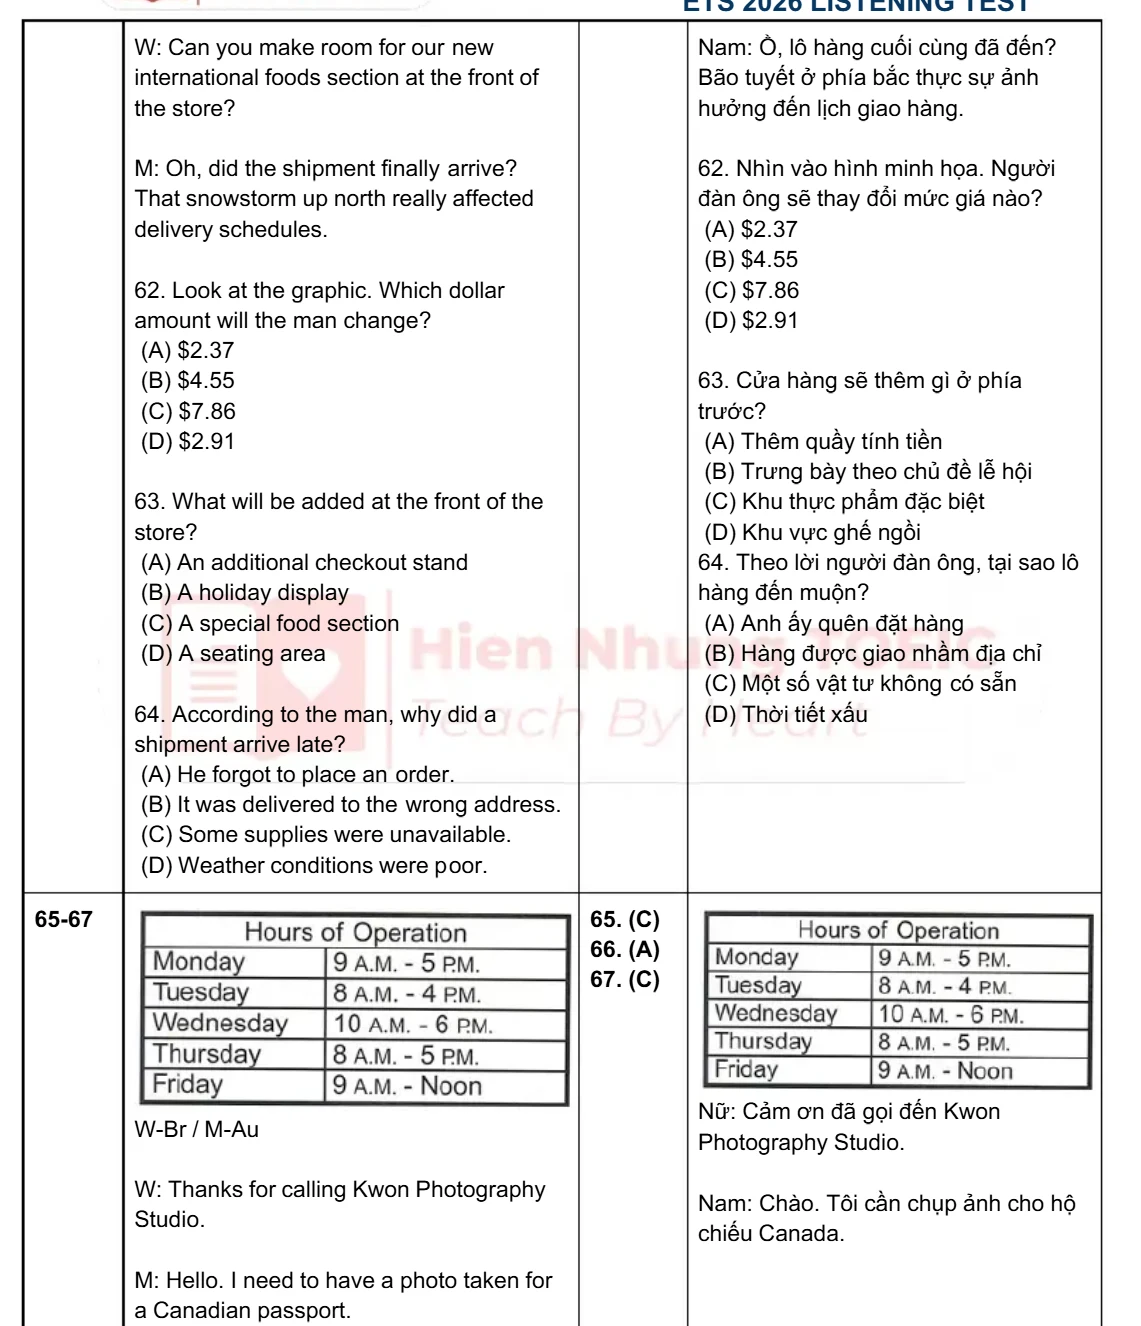 ETS 2026 LISTENING TEST
W: Can you make room for our new
international foods section at the front of
the store?
M: Oh, did the shipment finally arrive?
That snowstorm up north really affected
delivery schedules.
62. Look at the graphic. Which dollar
amount will the man change?
(A) $2.37
(B) $4.55
(C) $7.86
(D) $2.91
63. What will be added at the front of the
store?
(A) An additional checkout stand
(B) A holiday display
(C) A special food section
(D) A seating area
64. According to the man, why did a
shipment arrive late?
(A) He forgot to place an order.
(B) It was delivered to the wrong address.
(C) Some supplies were unavailable.
(D) Weather conditions were poor.
Nam: Ồ, lô hàng cuối cùng đã đến?
Bão tuyết ở phía bắc thực sự ảnh
hưởng đến lịch giao hàng.
62. Nhìn vào hình minh họa. Người
đàn ông sẽ thay đổi mức giá nào?
(A) $2.37
(B) $4.55
(C) $7.86
(D) $2.91
63. Cửa hàng sẽ thêm gì ở phía
trước?
(A) Thêm quầy tính tiền
(B) Trưng bày theo chủ đề lễ hội
(C) Khu thực phẩm đặc biệt
(D) Khu vực ghế ngồi
64. Theo lời người đàn ông, tại sao lô
hàng đến muộn?
(A) Anh ấy quên đặt hàng
(B) Hàng được giao nhầm địa chỉ
(C) Một số vật tư không có sẵn
(D) Thời tiết xấu
Hien Nhung TOEIC
Teach By Heart
65-67
Hours of Operation
Monday 9 A.M. - 5 P.M.
Tuesday 8 A.M. - 4 P.M.
Wednesday 10 A.M. - 6 P.M.
Thursday 8 A.M. - 5 P.M.
Friday 9 A.M. - Noon
W-Br / M-Au
W: Thanks for calling Kwon Photography
Studio.
M: Hello. I need to have a photo taken for
a Canadian passport.
65. (C)
66. (A)
67. (C)
Hours of Operation
Monday 9 A.M. - 5 P.M.
Tuesday 8 A.M. - 4 P.M.
Wednesday 10 A.M. - 6 P.M.
Thursday 8 A.M. - 5 P.M.
Friday 9 A.M. - Noon
Nữ: Cảm ơn đã gọi đến Kwon
Photography Studio.
Nam: Chào. Tôi cần chụp ảnh cho hộ
chiếu Canada.